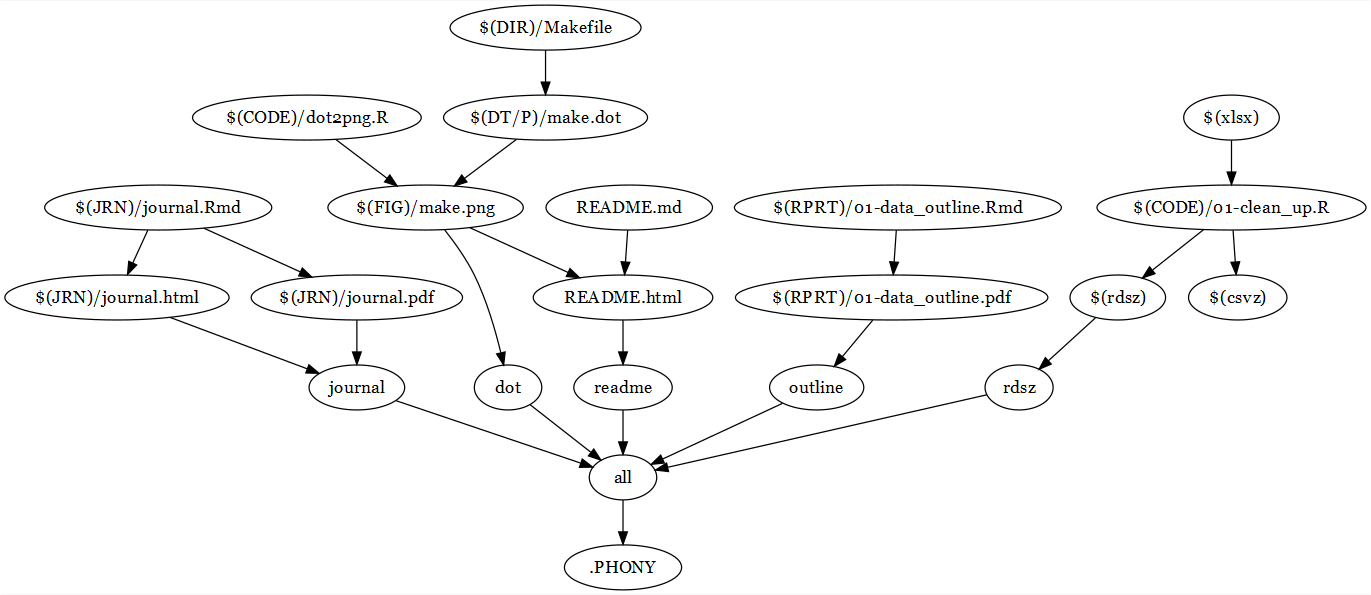 $(DIR)/Makefile
$(CODE)/dot2png.R
$(DT/P)/make.dot
$(xlsx)
$(JRN)/journal.Rmd
$(FIG)/make.png
README.md
$(RPRT)/01-data_outline.Rmd
$(CODE)/01-clean_up.R
$(JRN)/journal.html
$(JRN)/journal.pdf
README.html
$(RPRT)/01-data_outline.pdf
$(rdsz)
$(csvz)
journal
dot
readme
outline
rdsz
all
.PHONY